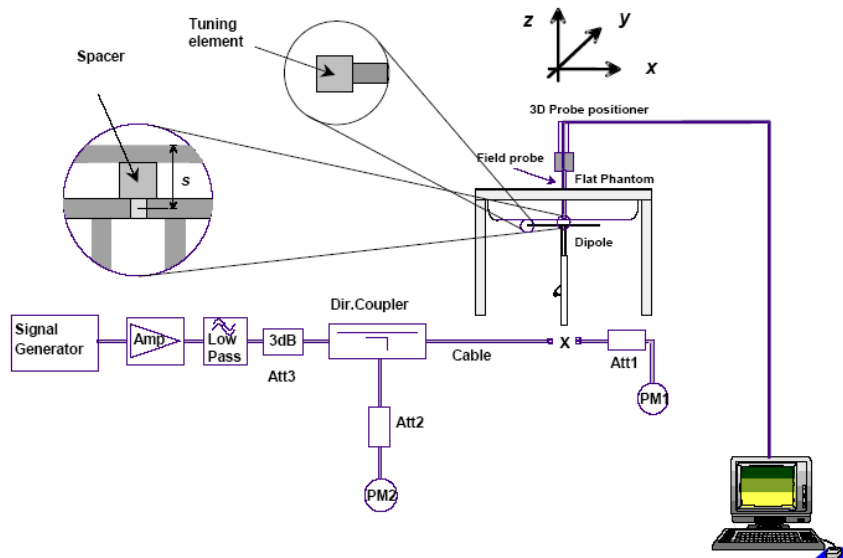 Tuning
element
z
y
x
Spacer
3D Probe positioner
Field probe
Flat Phantom
s
Dipole
Dir.Coupler
Signal
Generator
Amp
Low
Pass
3dB
Att3
Cable
X
Att1
PM1
Att2
PM2